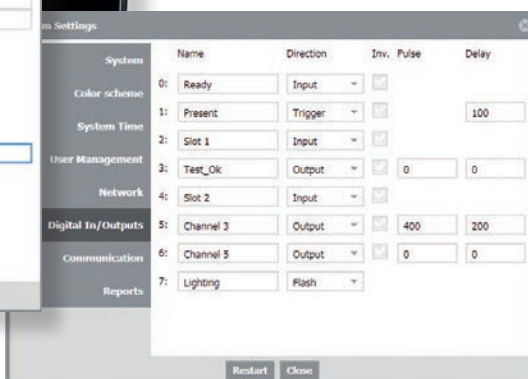 m Settings
System
Color scheme
System Time
User Management
Network
Digital In/Outputs
Communication
Reports
Name Direction Inv. Pulse Delay
0: Ready Input
1: Present Trigger 100
2: Slot 1 Input
3: Test_Ok Output 0 0
4: Slot 2 Input
5: Channel 3 Output 400 200
6: Channel 5 Output 0 0
7: Lighting Flash
Restart Close